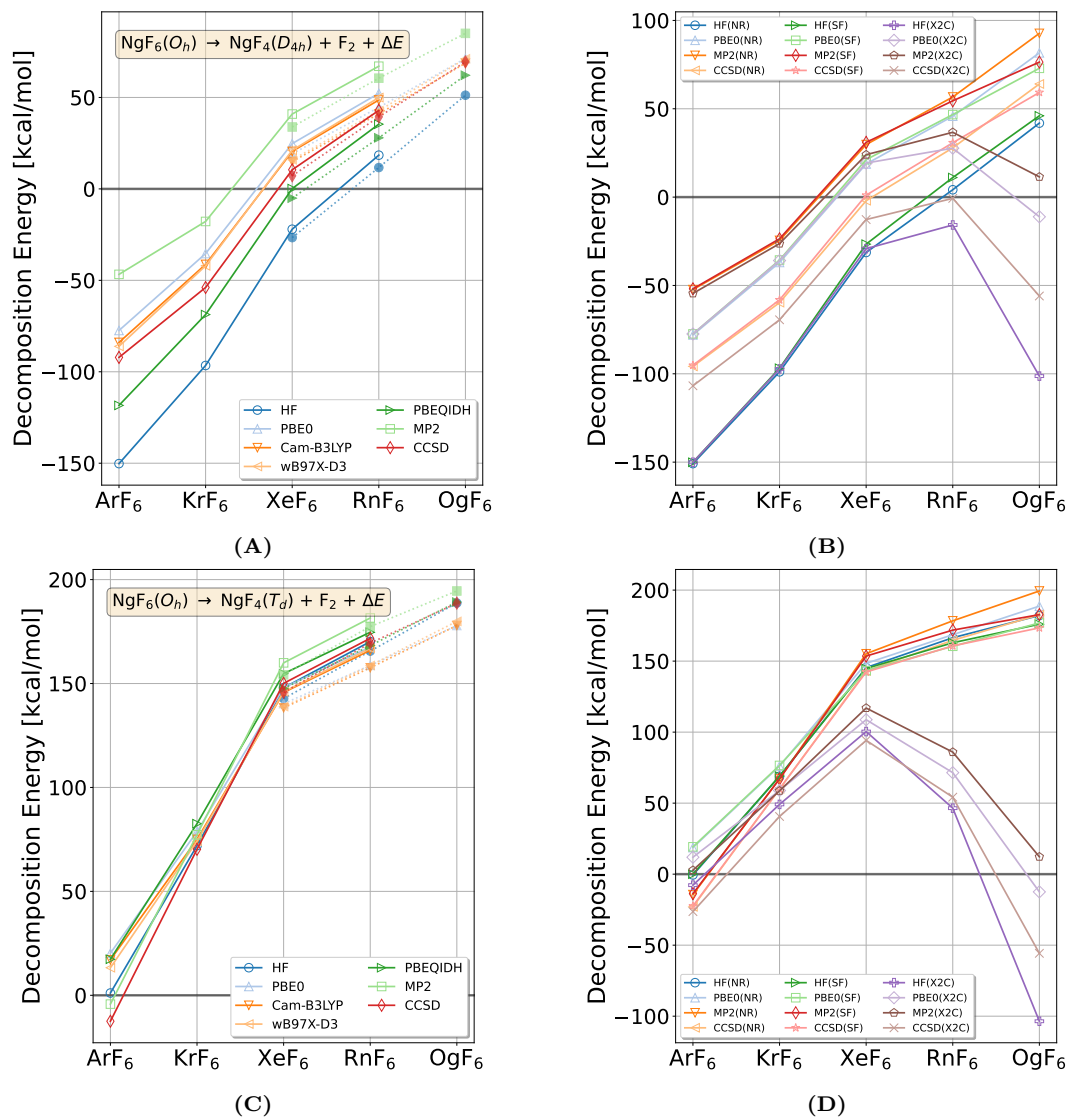 NgF₆(Oₕ) → NgF₄(D₄ₕ) + F₂ + ΔE
Decomposition Energy [kcal/mol]
50
0
−50
−100
−150
HF
PBE0
Cam-B3LYP
wB97X-D3
PBEQIDH
MP2
CCSD
ArF₆ KrF₆ XeF₆ RnF₆ OgF₆
(A)
Decomposition Energy [kcal/mol]
100
50
0
−50
−100
−150
HF(NR)
PBE0(NR)
MP2(NR)
CCSD(NR)
HF(SF)
PBE0(SF)
MP2(SF)
CCSD(SF)
HF(X2C)
PBE0(X2C)
MP2(X2C)
CCSD(X2C)
ArF₆ KrF₆ XeF₆ RnF₆ OgF₆
(B)
NgF₆(Oₕ) → NgF₄(T_d) + F₂ + ΔE
Decomposition Energy [kcal/mol]
200
150
100
50
0
HF
PBE0
Cam-B3LYP
wB97X-D3
PBEQIDH
MP2
CCSD
ArF₆ KrF₆ XeF₆ RnF₆ OgF₆
(C)
Decomposition Energy [kcal/mol]
200
150
100
50
0
−50
−100
HF(NR)
PBE0(NR)
MP2(NR)
CCSD(NR)
HF(SF)
PBE0(SF)
MP2(SF)
CCSD(SF)
HF(X2C)
PBE0(X2C)
MP2(X2C)
CCSD(X2C)
ArF₆ KrF₆ XeF₆ RnF₆ OgF₆
(D)